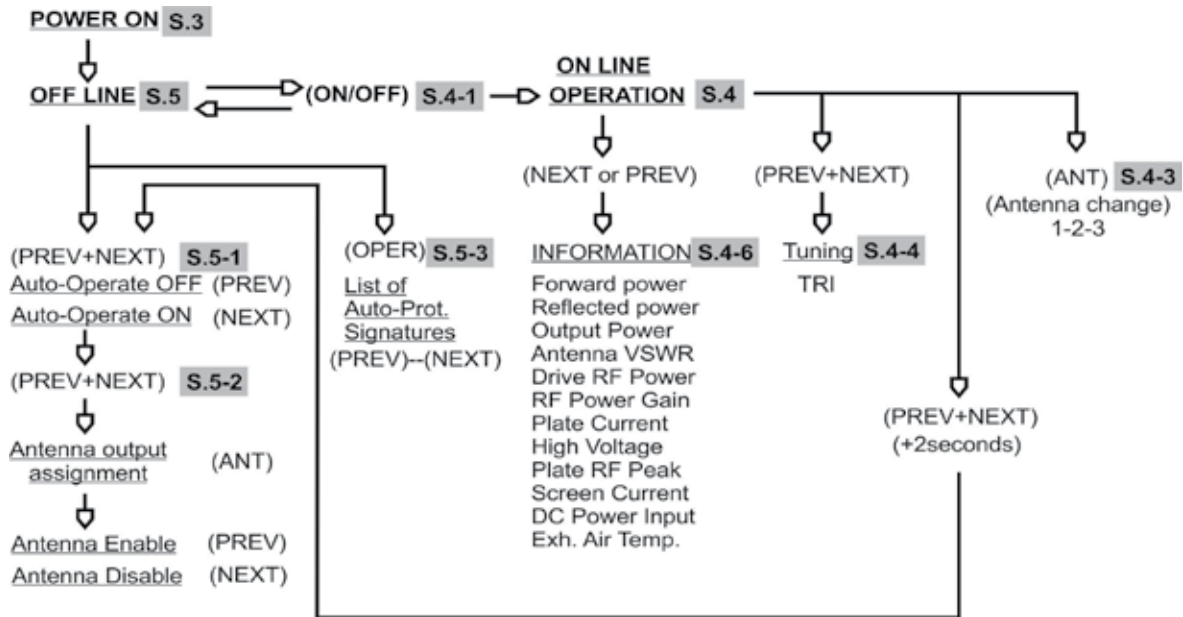 POWER ON S.3
OFF LINE S.5
(ON/OFF) S.4-1
ON LINE
OPERATION S.4
(PREV+NEXT) S.5-1
Auto-Operate OFF (PREV)
Auto-Operate ON (NEXT)
(PREV+NEXT) S.5-2
Antenna output
assignment (ANT)
Antenna Enable (PREV)
Antenna Disable (NEXT)
(OPER) S.5-3
List of
Auto-Prot.
Signatures
(PREV)--(NEXT)
(NEXT or PREV)
INFORMATION S.4-6
Forward power
Reflected power
Output Power
Antenna VSWR
Drive RF Power
RF Power Gain
Plate Current
High Voltage
Plate RF Peak
Screen Current
DC Power Input
Exh. Air Temp.
(PREV+NEXT)
Tuning S.4-4
TRI
(PREV+NEXT)
(+2seconds)
(ANT) S.4-3
(Antenna change)
1-2-3